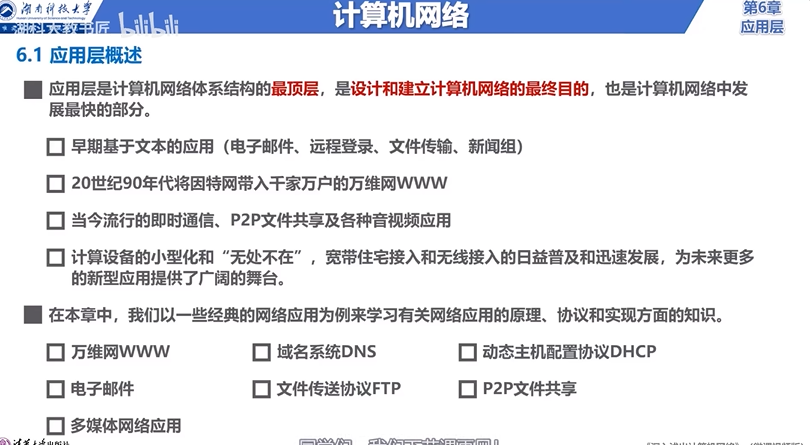 湖南科技大学
计算机网络
第6章
湖科大教书匠 bilibili
应用层
6.1 应用层概述
应用层是计算机网络体系结构的最顶层，是设计和建立计算机网络的最终目的，也是计算机网络中发
展最快的部分。
早期基于文本的应用（电子邮件、远程登录、文件传输、新闻组）
20世纪90年代将因特网带入千家万户的万维网WWW
当今流行的即时通信、P2P文件共享及各种音视频应用
计算设备的小型化和“无处不在”，宽带住宅接入和无线接入的日益普及和迅速发展，为未来更多
的新型应用提供了广阔的舞台。
在本章中，我们以一些经典的网络应用为例来学习有关网络应用的原理、协议和实现方面的知识。
万维网WWW 域名系统DNS 动态主机配置协议DHCP
电子邮件 文件传送协议FTP P2P文件共享
多媒体网络应用